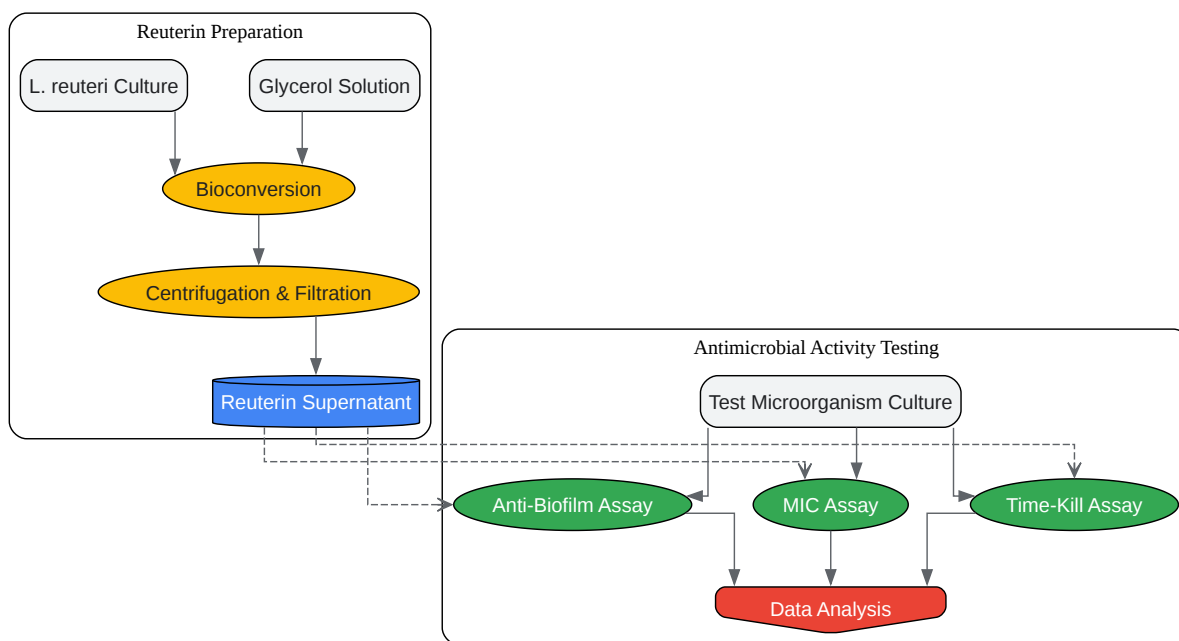 Reuterin Preparation
L. reuteri Culture
Glycerol Solution
Bioconversion
Centrifugation & Filtration
Reuterin Supernatant
Antimicrobial Activity Testing
Test Microorganism Culture
Anti-Biofilm Assay
MIC Assay
Time-Kill Assay
Data Analysis